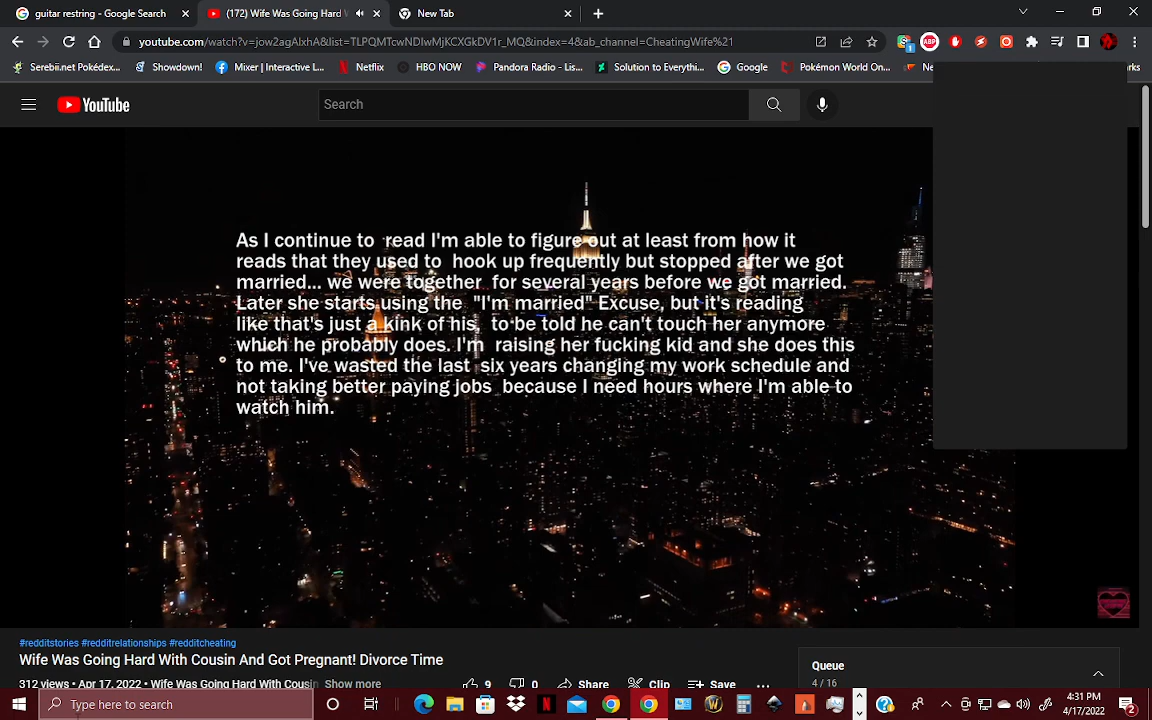 guitar restring - Google Search
(172) Wife Was Going Hard W
New Tab
youtube.com/watch?v=jow2agAlxhA&list=TLPQMTcwNDIwMjKCXGkDV1r_MQ&index=4&ab_channel=CheatingWife%21
Serebii.net Pokédex...
Showdown!
Mixer | Interactive L...
Netflix
HBO NOW
Pandora Radio - Lis...
Solution to Everythi...
Google
Pokémon World On...
YouTube
Search
As I continue to read I'm able to figure out at least from how it
reads that they used to hook up frequently but stopped after we got
married... we were together for several years before we got married.
Later she starts using the "I'm married" Excuse, but it's reading
like that's just a kink of his, to be told he can't touch her anymore
which he probably does. I'm raising her fucking kid and she does this
to me. I've wasted the last six years changing my work schedule and
not taking better paying jobs because I need hours where I'm able to
watch him.
#redditstories #redditrelationships #redditcheating
Wife Was Going Hard With Cousin And Got Pregnant! Divorce Time
312 views • Apr 17, 2022 • Wife Was Going Hard With Cousin
Show more
9
0
Share
Clip
Save
Queue
4 / 16
Type here to search
4:31 PM
4/17/2022
2